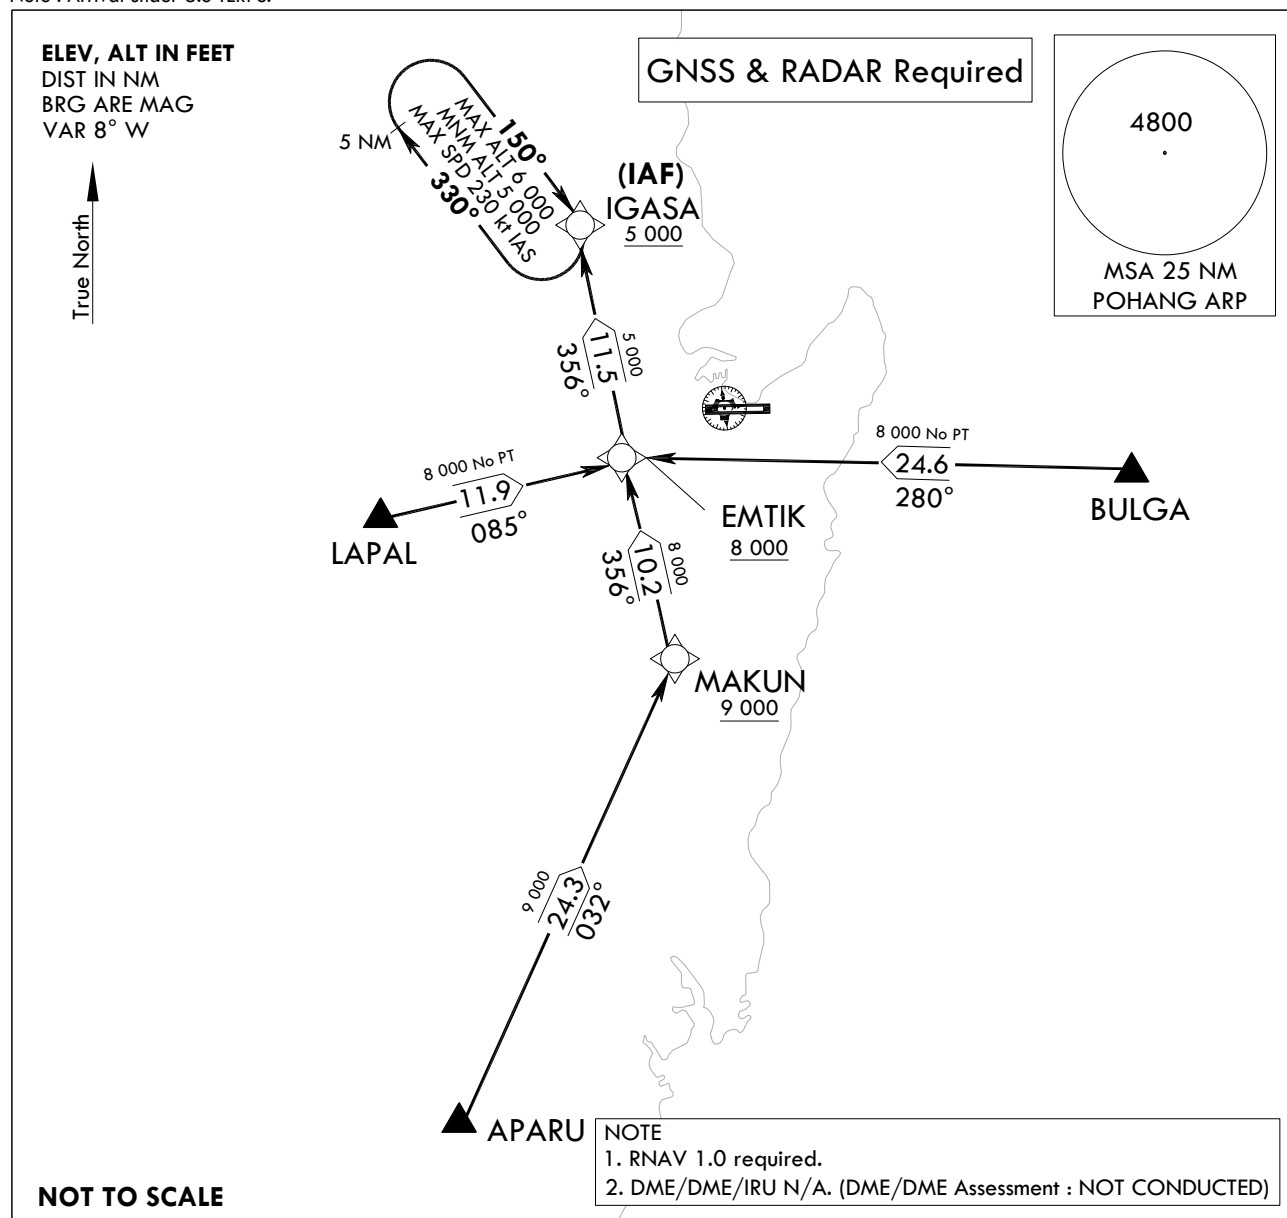 ELEV, ALT IN FEET
DIST IN NM
BRG ARE MAG
VAR 8° W
True North
GNSS & RADAR Required
4800
MSA 25 NM
POHANG ARP
5 NM
150°
MAX ALT 6 000
MNM ALT 5 000
MAX SPD 230 kt IAS
330°
(IAF)
IGASA
5 000
5 000
11.5
356°
8 000 No PT
11.9
085°
LAPAL
8 000 No PT
24.6
280°
BULGA
EMTIK
8 000
8 000
10.2
356°
MAKUN
9 000
9 000
24.3
032°
APARU
NOTE
1. RNAV 1.0 required.
2. DME/DME/IRU N/A. (DME/DME Assessment : NOT CONDUCTED)
NOT TO SCALE